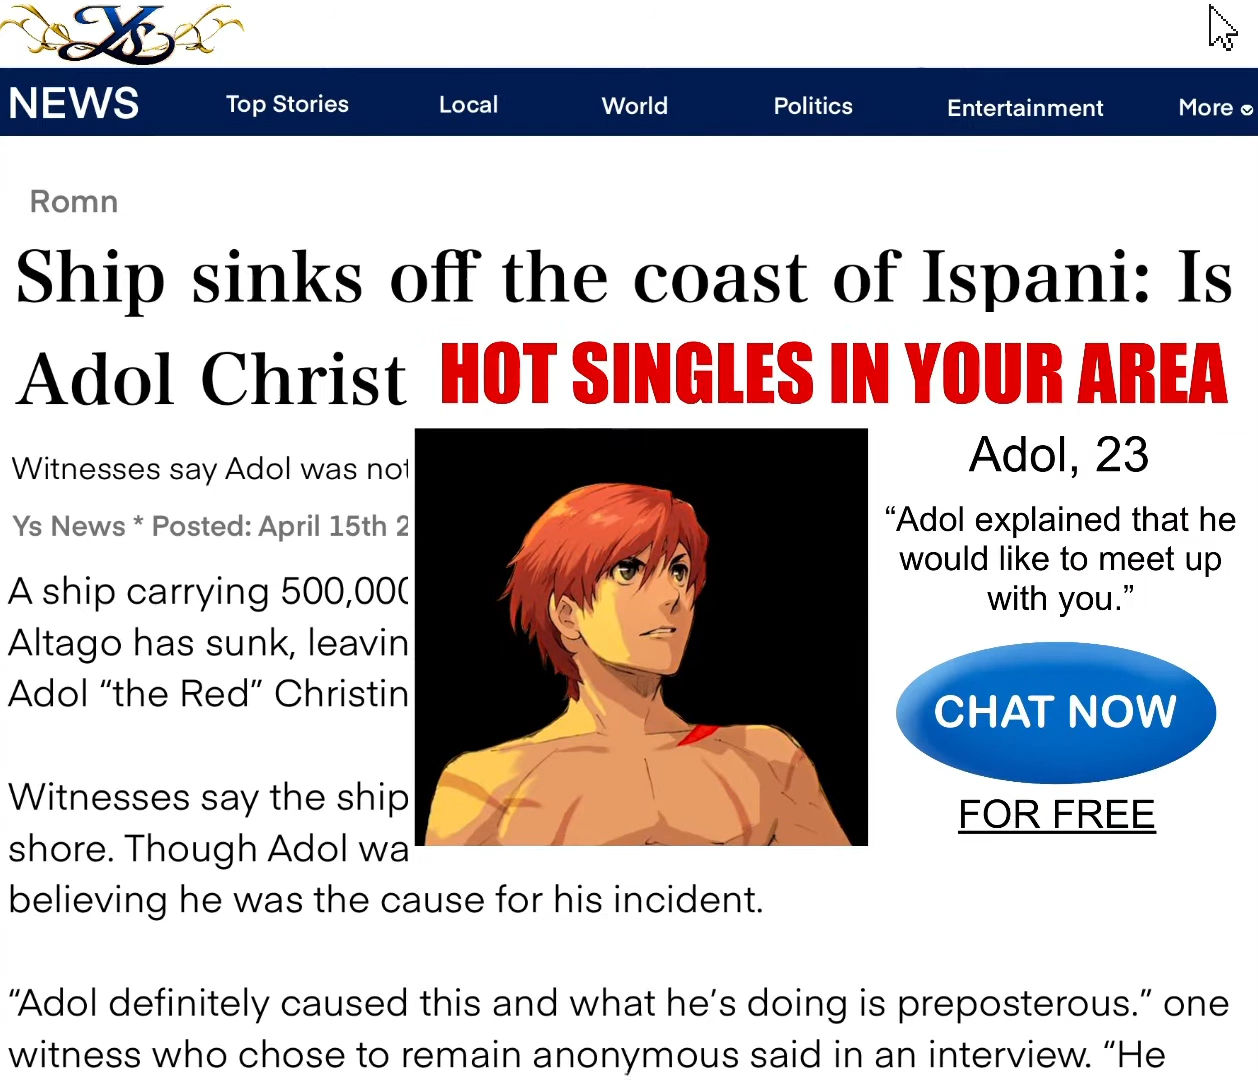 Ys
NEWS Top Stories Local World Politics Entertainment More
Romn
Ship sinks off the coast of Ispani: Is
Adol Christ
HOT SINGLES IN YOUR AREA
Witnesses say Adol was not
Ys News * Posted: April 15th 2
A ship carrying 500,000
Altago has sunk, leavin
Adol “the Red” Christin
Adol, 23
“Adol explained that he
would like to meet up
with you.”
CHAT NOW
FOR FREE
Witnesses say the ship
shore. Though Adol wa
believing he was the cause for his incident.
“Adol definitely caused this and what he’s doing is preposterous.” one
witness who chose to remain anonymous said in an interview. “He